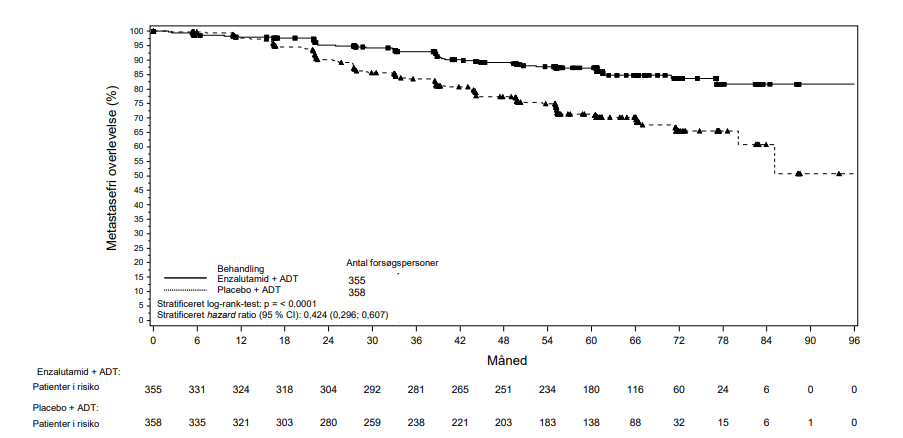 100
95
90
85
80
75
70
65
60
55
50
45
40
35
30
25
20
15
10
5
0
Metastasefri overlevelse (%)
Behandling Antal forsøgspersoner
Enzalutamid + ADT 355
Placebo + ADT 358
Stratificeret log-rank-test: p = < 0,0001
Stratificeret hazard ratio (95 % CI): 0,424 (0,296; 0,607)
0 6 12 18 24 30 36 42 48 54 60 66 72 78 84 90 96
Måned
Enzalutamid + ADT:
Patienter i risiko 355 331 324 318 304 292 281 265 251 234 180 116 60 24 6 0 0
Placebo + ADT:
Patienter i risiko 358 335 321 303 280 259 238 221 203 183 138 88 32 15 6 1 0